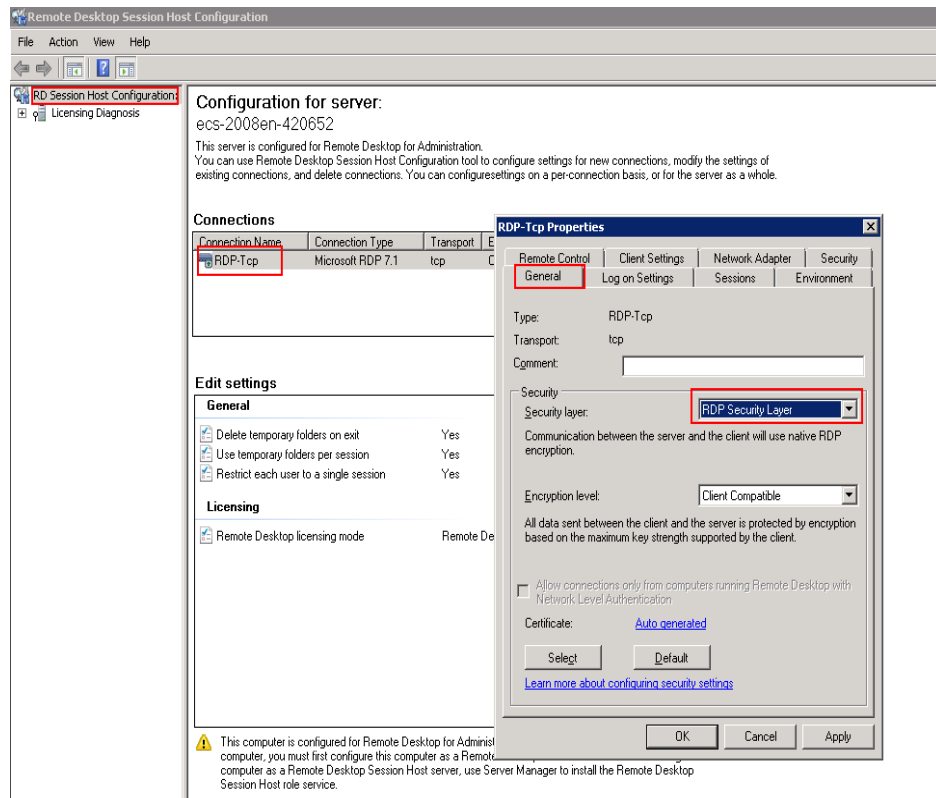 Remote Desktop Session Host Configuration
File Action View Help
RD Session Host Configuration:
Licensing Diagnosis
Configuration for server:
ecs-2008en-420652
This server is configured for Remote Desktop for Administration.
You can use Remote Desktop Session Host Configuration tool to configure settings for new connections, modify the settings of
existing connections, and delete connections. You can configuresettings on a per-connection basis, or for the server as a whole.
Connections
Connection Name Connection Type Transport E
RDP-Tcp Microsoft RDP 7.1 tcp C
Edit settings
General
Delete temporary folders on exit Yes
Use temporary folders per session Yes
Restrict each user to a single session Yes
Licensing
Remote Desktop licensing mode Remote De
This computer is configured for Remote Desktop for Administ
computer, you must first configure this computer as a Remote
computer as a Remote Desktop Session Host server, use Server Manager to install the Remote Desktop
Session Host role service.
RDP-Tcp Properties
Remote Control Client Settings Network Adapter Security
General Log on Settings Sessions Environment
Type: RDP-Tcp
Transport: tcp
Comment:
Security
Security layer: RDP Security Layer
Communication between the server and the client will use native RDP
encryption.
Encryption level: Client Compatible
All data sent between the client and the server is protected by encryption
based on the maximum key strength supported by the client.
Allow connections only from computers running Remote Desktop with
Network Level Authentication
Certificate: Auto generated
Select Default
Learn more about configuring security settings
OK Cancel Apply